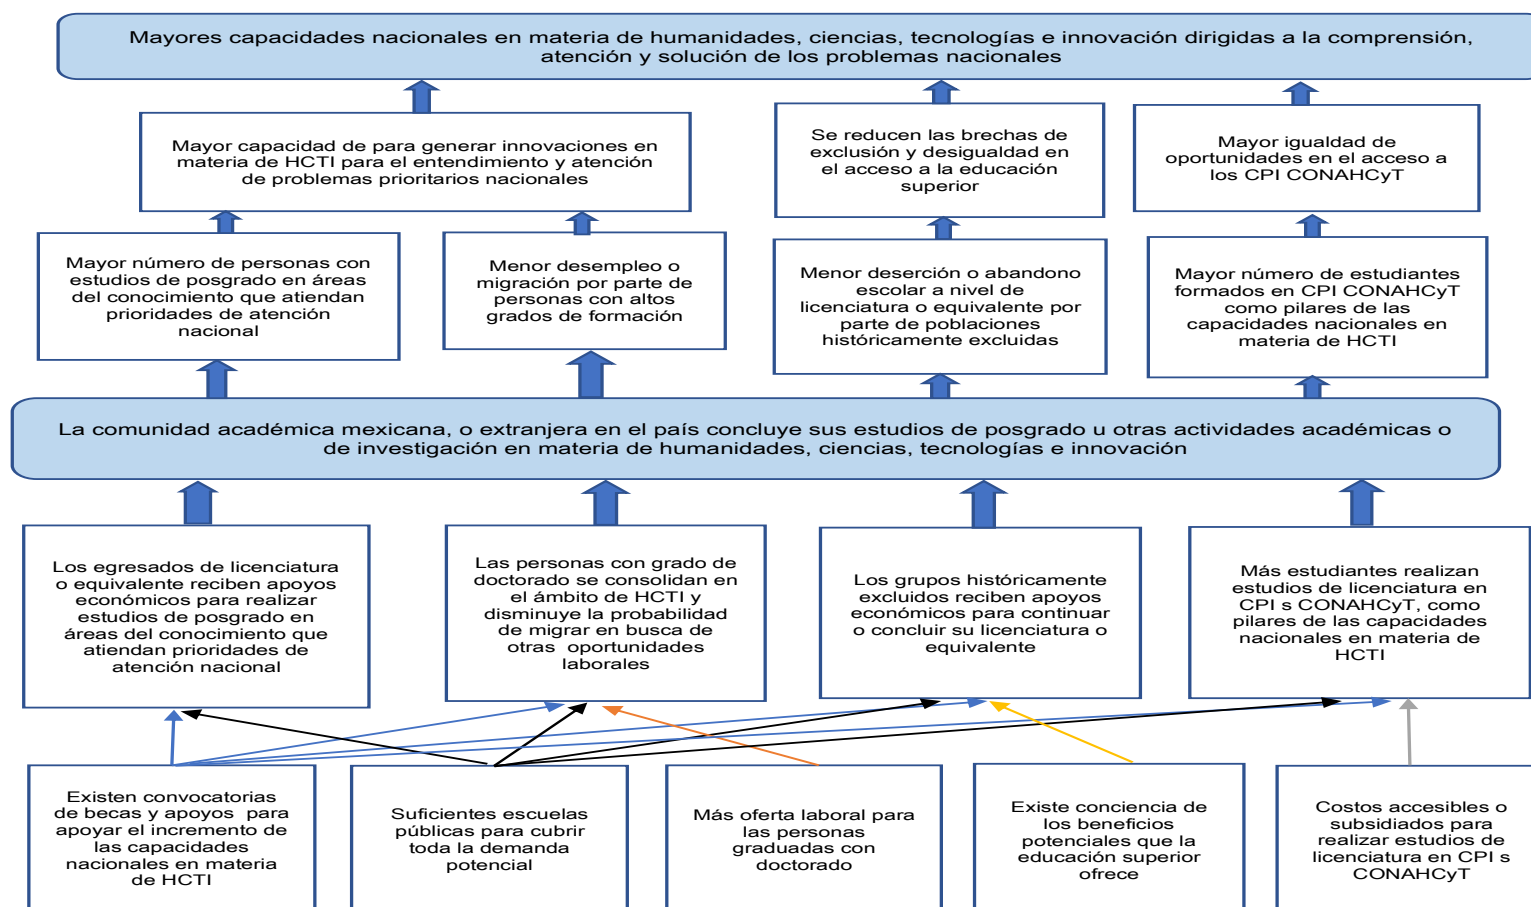 Mayores capacidades nacionales en materia de humanidades, ciencias, tecnologías e innovación dirigidas a la comprensión,
atención y solución de los problemas nacionales
Mayor capacidad de para generar innovaciones en
materia de HCTI para el entendimiento y atención
de problemas prioritarios nacionales
Se reducen las brechas de
exclusión y desigualdad en
el acceso a la educación
superior
Mayor igualdad de
oportunidades en el acceso a
los CPI CONAHCyT
Mayor número de personas con
estudios de posgrado en áreas
del conocimiento que atiendan
prioridades de atención
nacional
Menor desempleo o
migración por parte de
personas con altos
grados de formación
Menor deserción o abandono
escolar a nivel de
licenciatura o equivalente por
parte de poblaciones
históricamente excluidas
Mayor número de estudiantes
formados en CPI CONAHCyT
como pilares de las
capacidades nacionales en
materia de HCTI
La comunidad académica mexicana, o extranjera en el país concluye sus estudios de posgrado u otras actividades académicas o
de investigación en materia de humanidades, ciencias, tecnologías e innovación
Los egresados de licenciatura
o equivalente reciben apoyos
económicos para realizar
estudios de posgrado en
áreas del conocimiento que
atiendan prioridades de
atención nacional
Las personas con grado de
doctorado se consolidan en
el ámbito de HCTI y
disminuye la probabilidad
de migrar en busca de
otras oportunidades
laborales
Los grupos históricamente
excluidos reciben apoyos
económicos para continuar
o concluir su licenciatura o
equivalente
Más estudiantes realizan
estudios de licenciatura en
CPI s CONAHCyT, como
pilares de las capacidades
nacionales en materia de
HCTI
Existen convocatorias
de becas y apoyos para
apoyar el incremento de
las capacidades
nacionales en materia
de HCTI
Suficientes escuelas
públicas para cubrir
toda la demanda
potencial
Más oferta laboral para
las personas
graduadas con
doctorado
Existe conciencia de
los beneficios
potenciales que la
educación superior
ofrece
Costos accesibles o
subsidiados para
realizar estudios de
licenciatura en CPI s
CONAHCyT